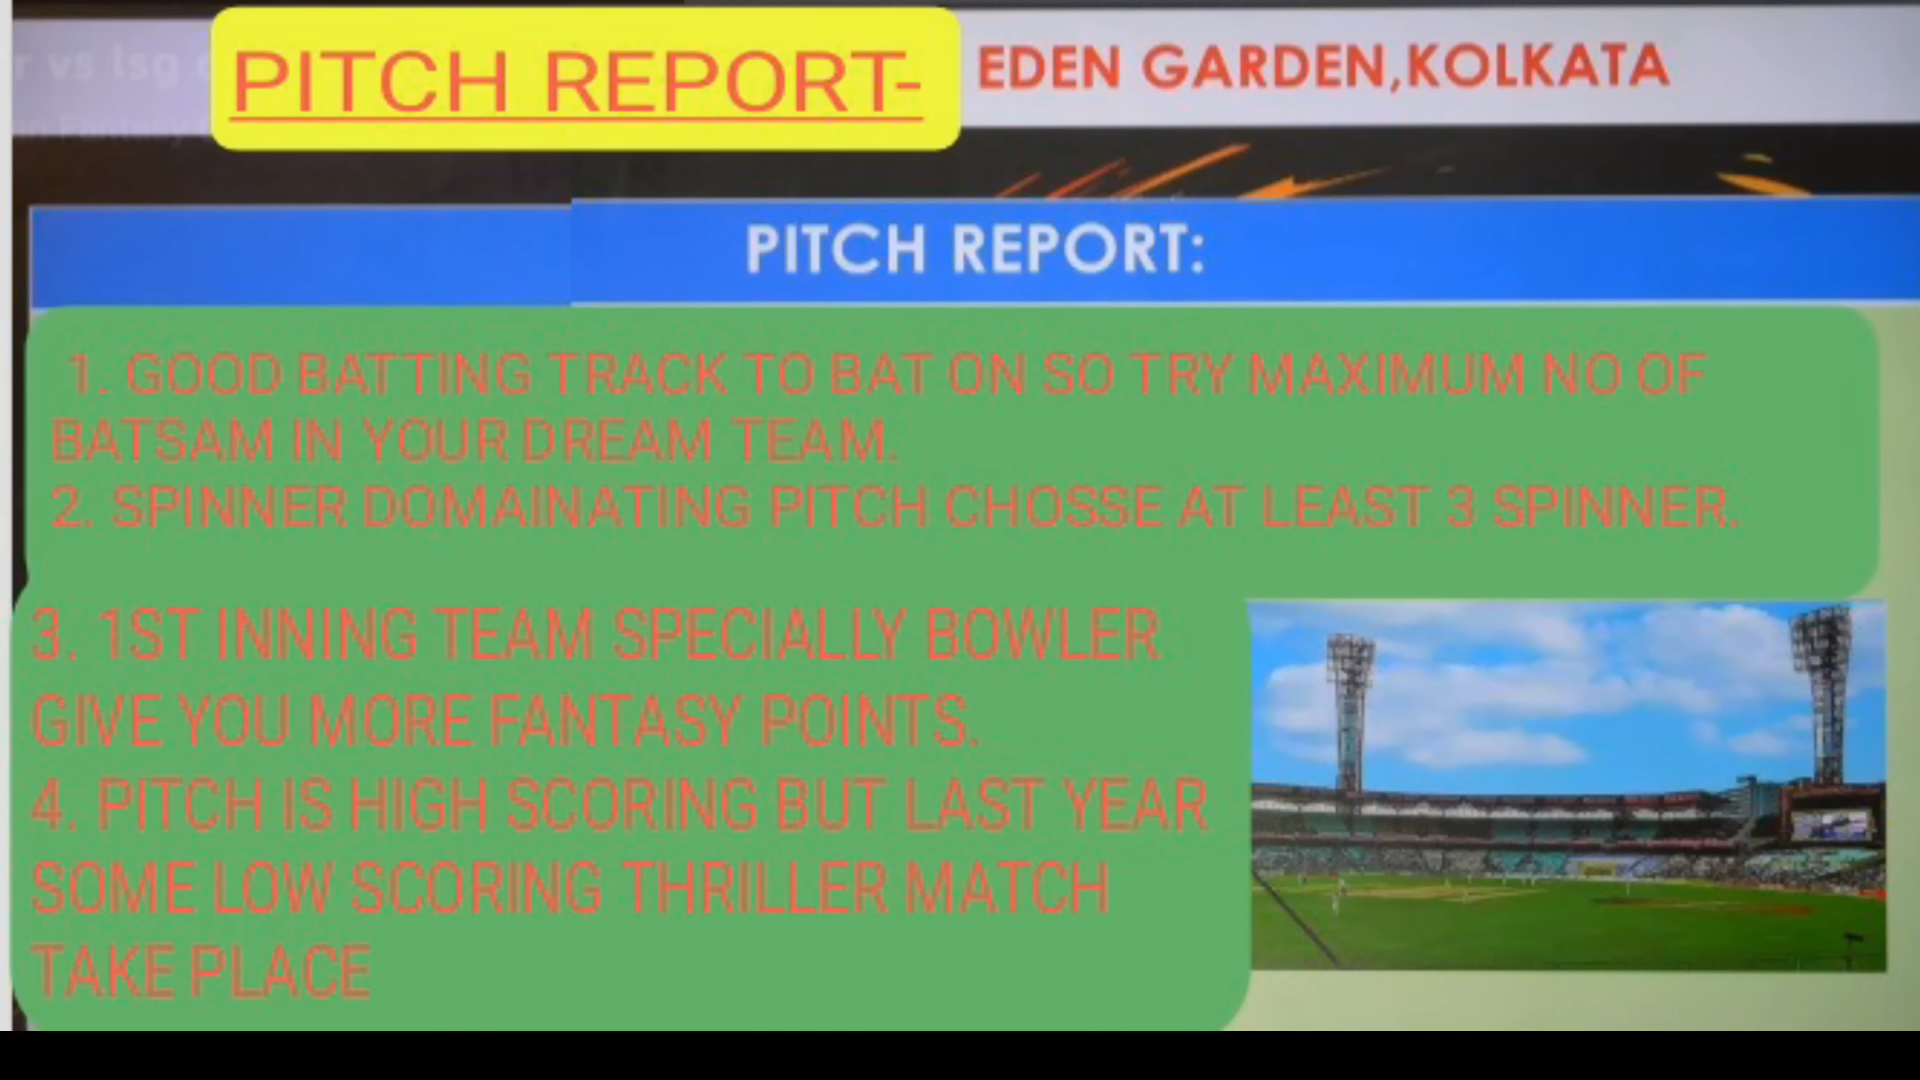 r vs lsg
PITCH REPORT-
EDEN GARDEN,KOLKATA
PITCH REPORT:
1. GOOD BATTING TRACK TO BAT ON SO TRY MAXIMUM NO OF
BATSAM IN YOUR DREAM TEAM.
2. SPINNER DOMAINATING PITCH CHOSSE AT LEAST 3 SPINNER.
3. 1ST INNING TEAM SPECIALLY BOWLER
GIVE YOU MORE FANTASY POINTS.
4. PITCH IS HIGH SCORING BUT LAST YEAR
SOME LOW SCORING THRILLER MATCH
TAKE PLACE